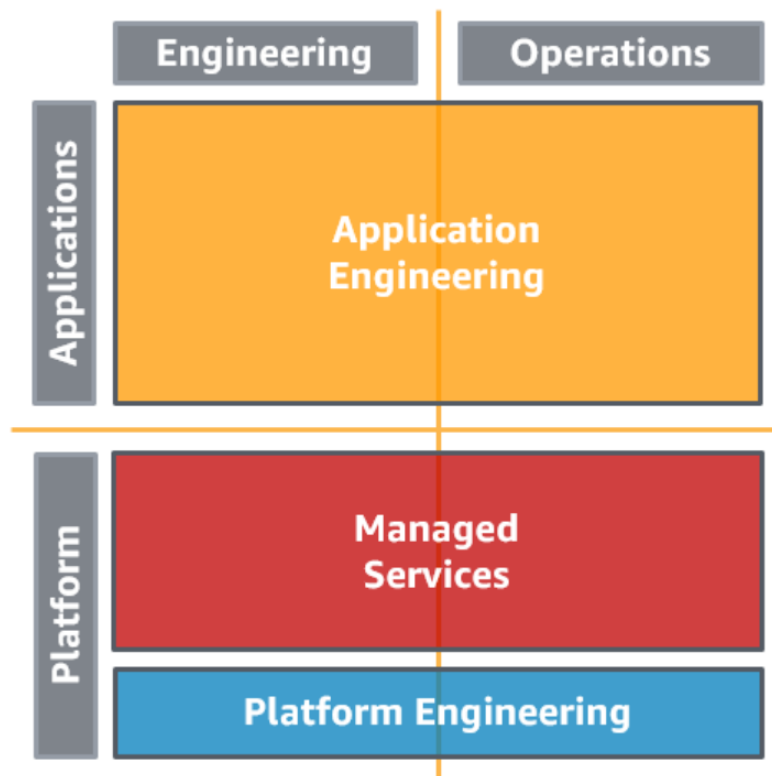 Engineering
Operations
Applications
Application
Engineering
Platform
Managed
Services
Platform Engineering